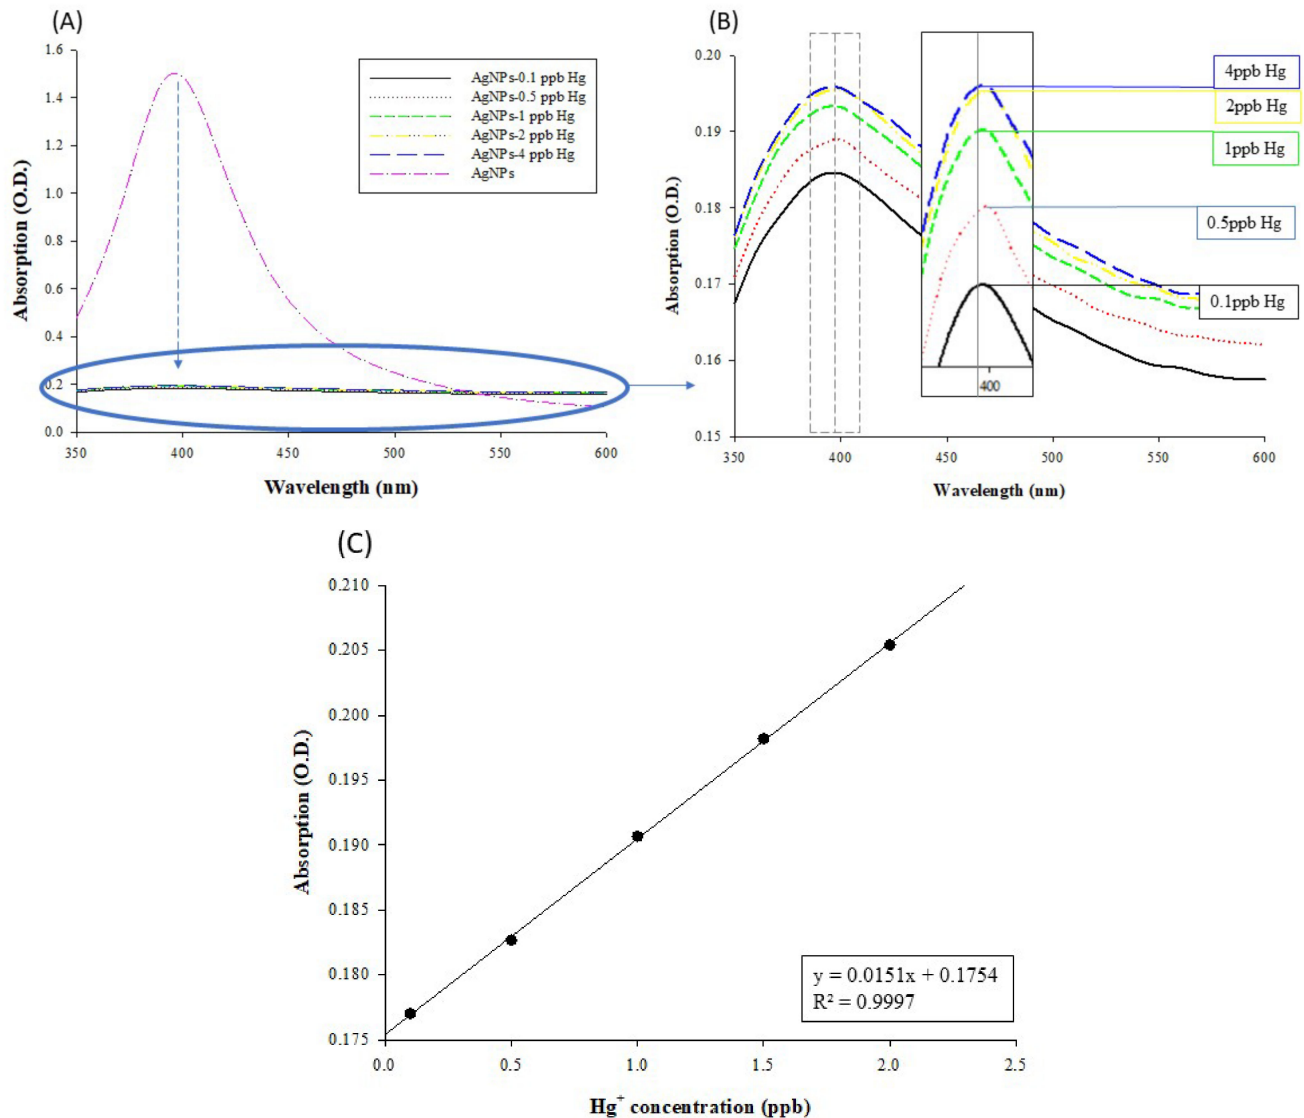 (A)
1.6
1.4
1.2
1.0
0.8
0.6
0.4
0.2
0.0
350
400
450
500
550
600
Absorption (O.D.)
Wavelength (nm)
AgNPs-0.1 ppb Hg
AgNPs-0.5 ppb Hg
AgNPs-1 ppb Hg
AgNPs-2 ppb Hg
AgNPs-4 ppb Hg
AgNPs
(B)
0.20
0.19
0.18
0.17
0.16
0.15
350
400
450
500
550
600
Absorption (O.D.)
Wavelength (nm)
400
4ppb Hg
2ppb Hg
1ppb Hg
0.5ppb Hg
0.1ppb Hg
(C)
0.210
0.205
0.200
0.195
0.190
0.185
0.180
0.175
0.0
0.5
1.0
1.5
2.0
2.5
Absorption (O.D.)
Hg⁺ concentration (ppb)
y = 0.0151x + 0.1754
R² = 0.9997